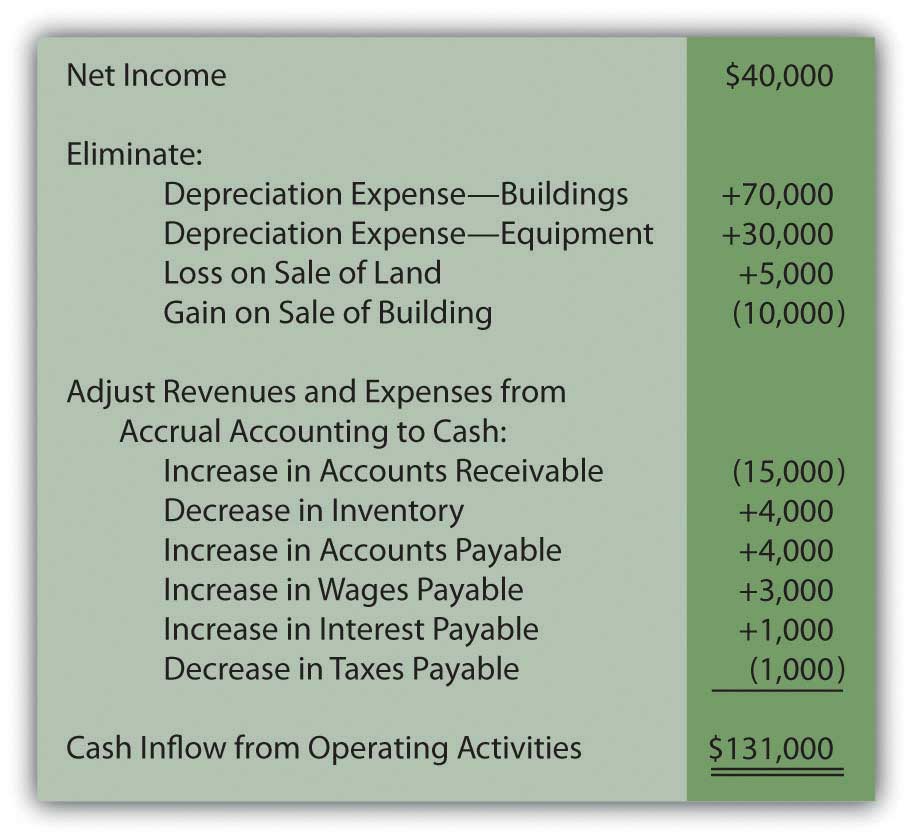 Net Income $40,000
Eliminate:
Depreciation Expense—Buildings +70,000
Depreciation Expense—Equipment +30,000
Loss on Sale of Land +5,000
Gain on Sale of Building (10,000)
Adjust Revenues and Expenses from
Accrual Accounting to Cash:
Increase in Accounts Receivable (15,000)
Decrease in Inventory +4,000
Increase in Accounts Payable +4,000
Increase in Wages Payable +3,000
Increase in Interest Payable +1,000
Decrease in Taxes Payable (1,000)
Cash Inflow from Operating Activities $131,000